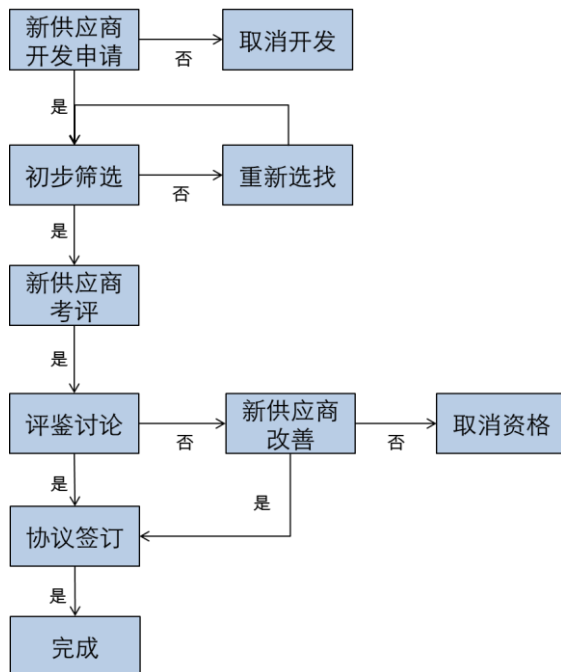 新供应商
开发申请
否
取消开发
是
初步筛选
否
重新选找
是
新供应商
考评
是
评鉴讨论
否
新供应商
改善
否
取消资格
是
是
协议签订
是
完成